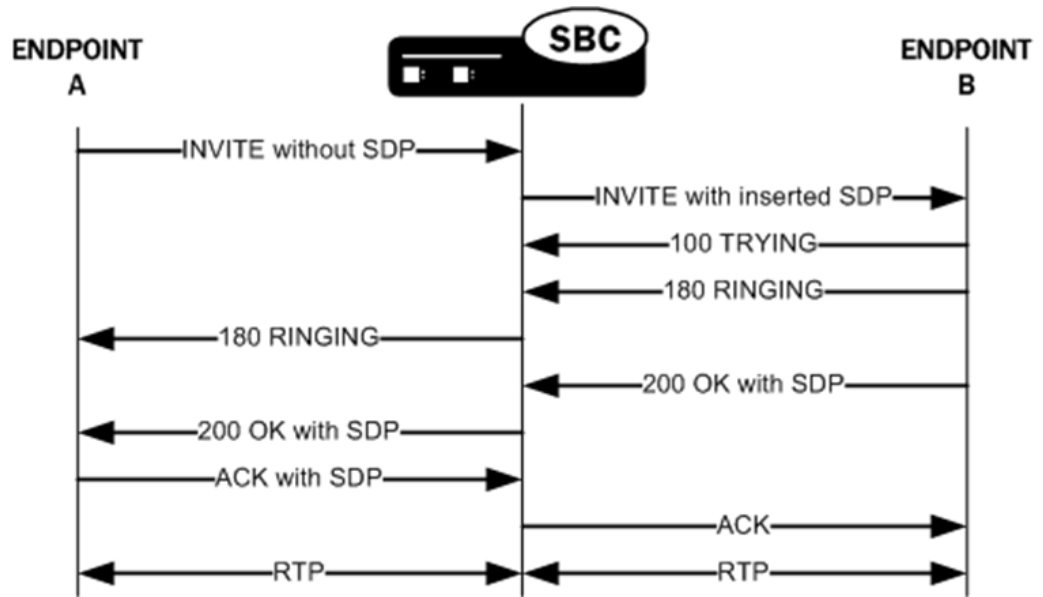 ENDPOINT
A
SBC
ENDPOINT
B
INVITE without SDP
INVITE with inserted SDP
100 TRYING
180 RINGING
180 RINGING
200 OK with SDP
200 OK with SDP
ACK with SDP
ACK
RTP
RTP